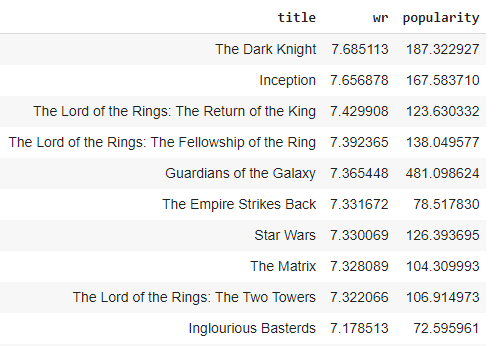 title wr popularity
The Dark Knight 7.685113 187.322927
Inception 7.656878 167.583710
The Lord of the Rings: The Return of the King 7.429908 123.630332
The Lord of the Rings: The Fellowship of the Ring 7.392365 138.049577
Guardians of the Galaxy 7.365448 481.098624
The Empire Strikes Back 7.331672 78.517830
Star Wars 7.330069 126.393695
The Matrix 7.328089 104.309993
The Lord of the Rings: The Two Towers 7.322066 106.914973
Inglourious Basterds 7.178513 72.595961